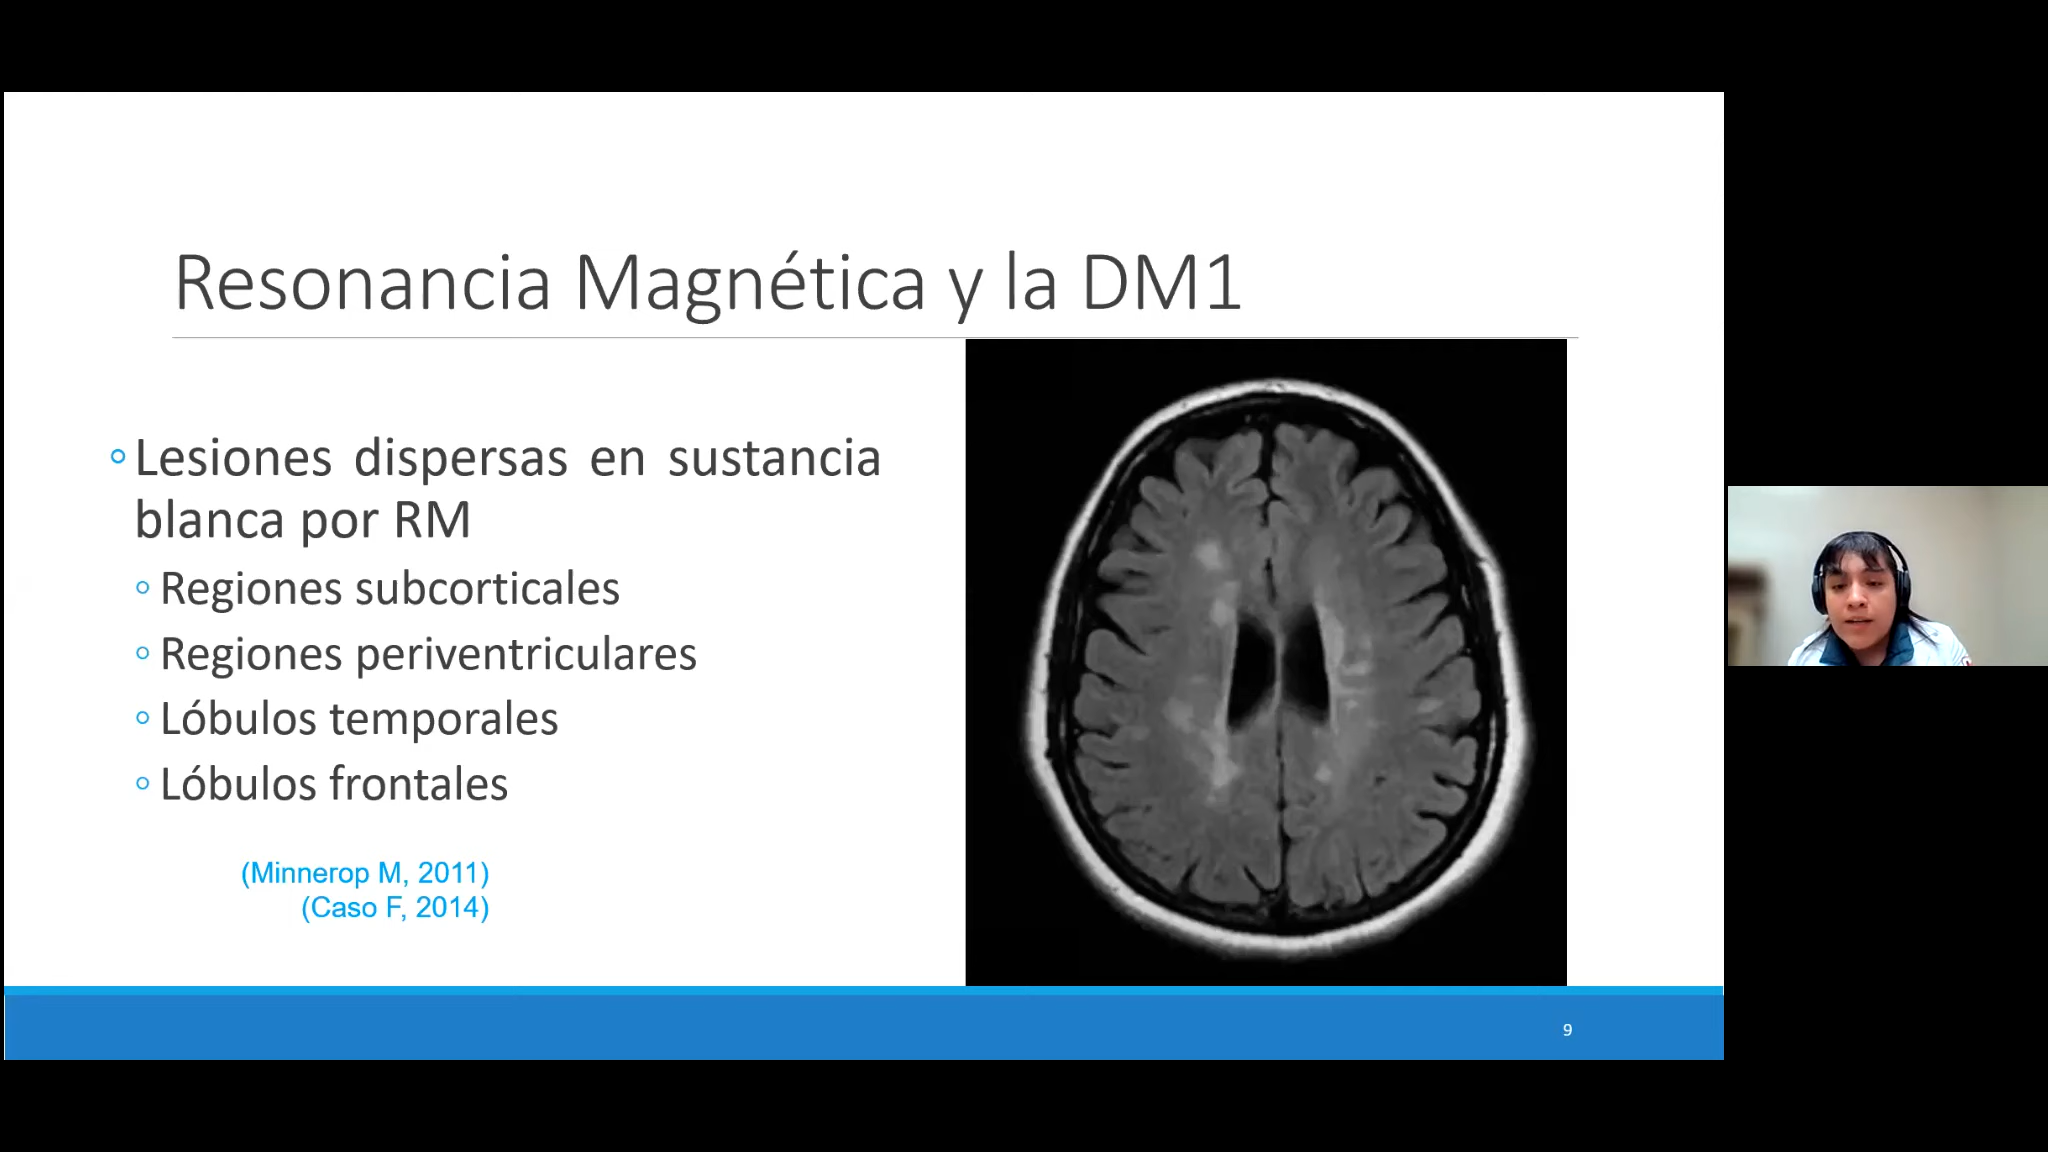 Resonancia Magnética y la DM1
Lesiones dispersas en sustancia
blanca por RM
Regiones subcorticales
Regiones periventriculares
Lóbulos temporales
Lóbulos frontales
(Minnerop M, 2011)
(Caso F, 2014)
9